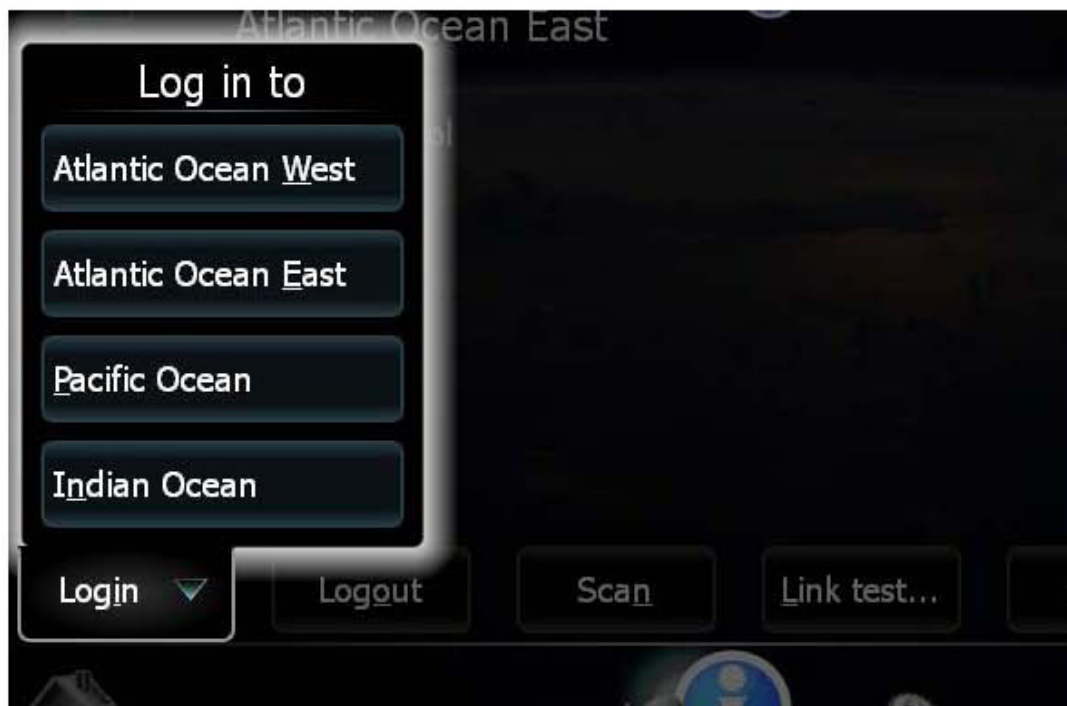 Atlantic Ocean East
Log in to
Atlantic Ocean West
Atlantic Ocean East
Pacific Ocean
Indian Ocean
Login
Logout
Scan
Link test...